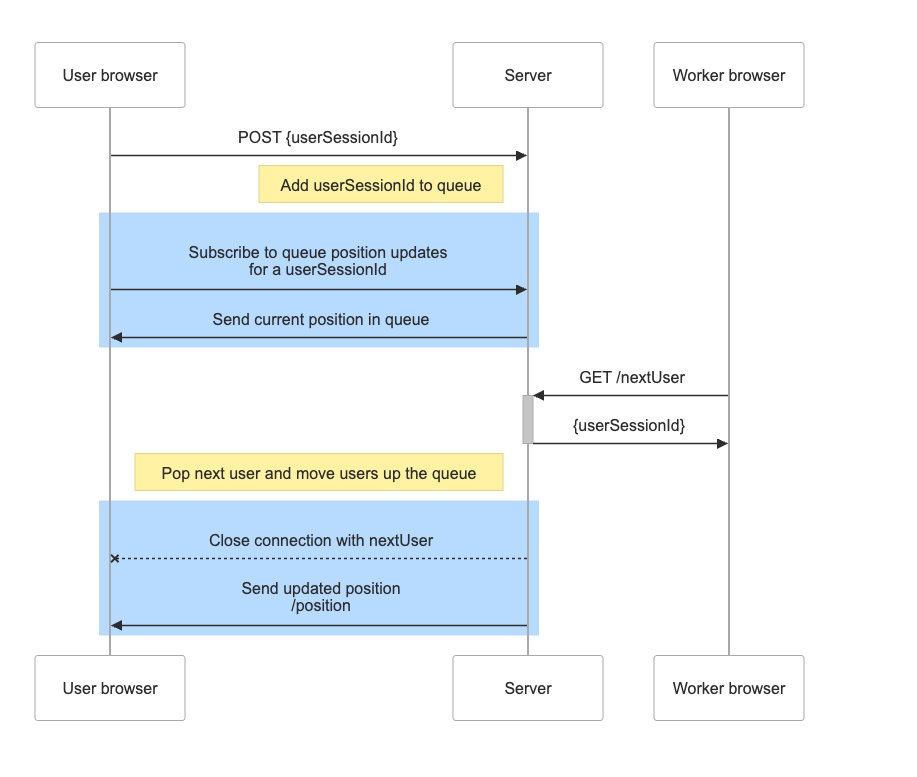 User browser
Server
Worker browser
POST {userSessionId}
Add userSessionId to queue
Subscribe to queue position updates
for a userSessionId
Send current position in queue
GET /nextUser
{userSessionId}
Pop next user and move users up the queue
Close connection with nextUser
Send updated position
/position
User browser
Server
Worker browser